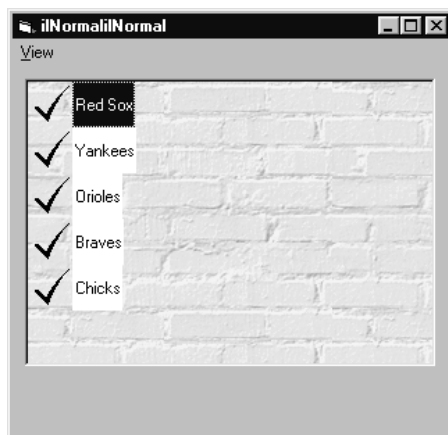 ilNormalilNormal
View
Red Sox
Yankees
Orioles
Braves
Chicks